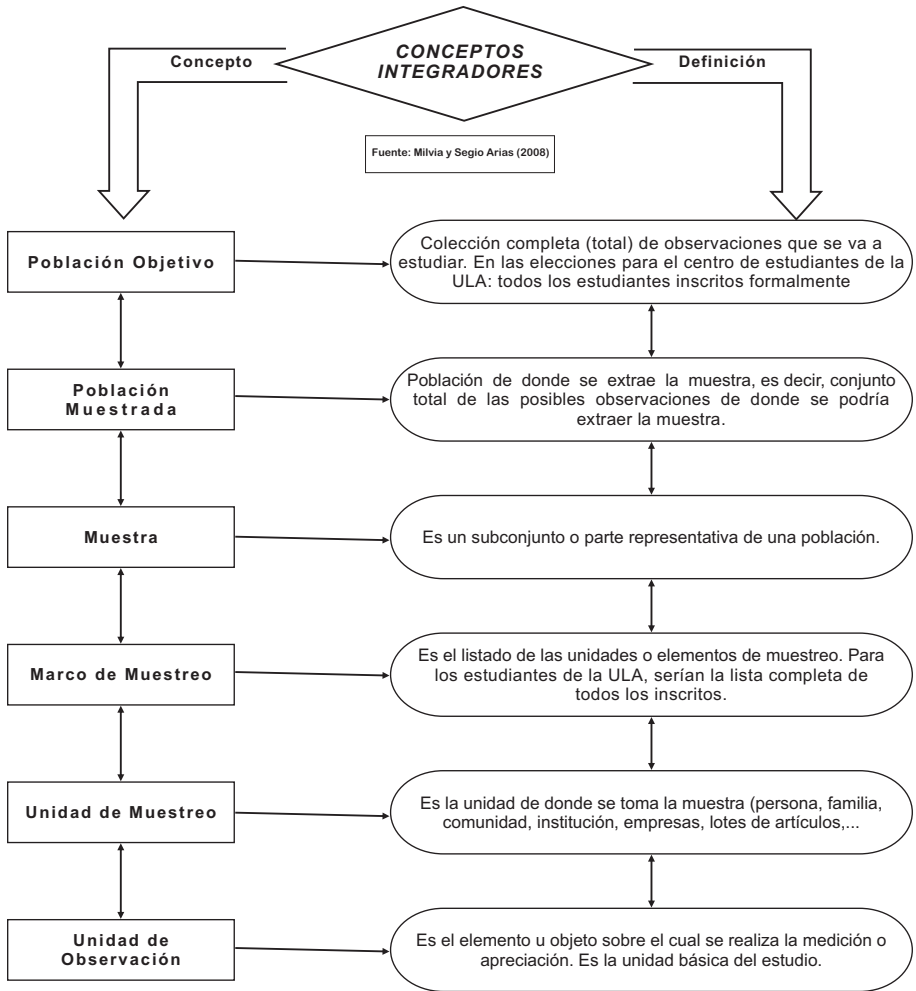 Concepto
CONCEPTOS
INTEGRADORES
Definición
Fuente: Milvia y Segio Arias (2008)
Población Objetivo
Colección completa (total) de observaciones que se va a
estudiar. En las elecciones para el centro de estudiantes de la
ULA: todos los estudiantes inscritos formalmente
Población
Muestrada
Población de donde se extrae la muestra, es decir, conjunto
total de las posibles observaciones de donde se podría
extraer la muestra.
Muestra
Es un subconjunto o parte representativa de una población.
Marco de Muestreo
Es el listado de las unidades o elementos de muestreo. Para
los estudiantes de la ULA, serían la lista completa de
todos los inscritos.
Unidad de Muestreo
Es la unidad de donde se toma la muestra (persona, familia,
comunidad, institución, empresas, lotes de artículos,...
Unidad de
Observación
Es el elemento u objeto sobre el cual se realiza la medición o
apreciación. Es la unidad básica del estudio.